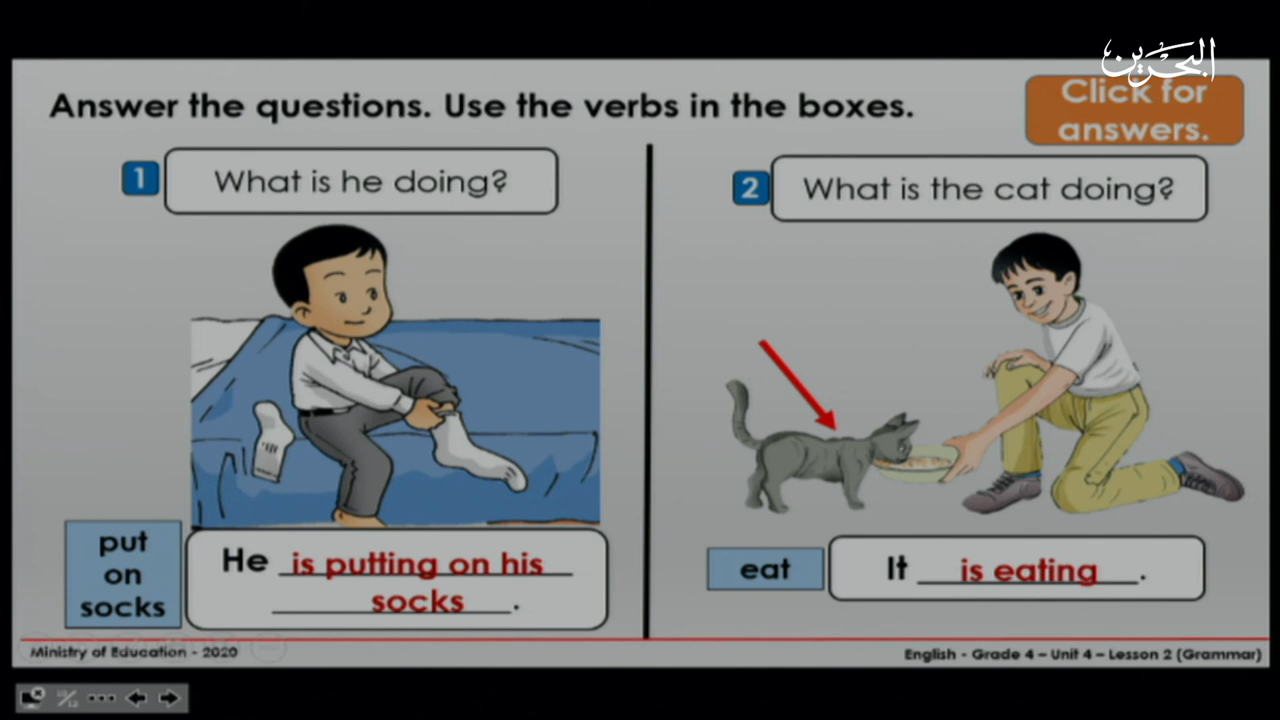 البحرين
Answer the questions. Use the verbs in the boxes.
Click for
answers.
1
What is he doing?
put
on
socks
He is putting on his
socks.
2
What is the cat doing?
eat
It is eating.
Ministry of Education - 2020
English - Grade 4 – Unit 4 – Lesson 2 (Grammar)